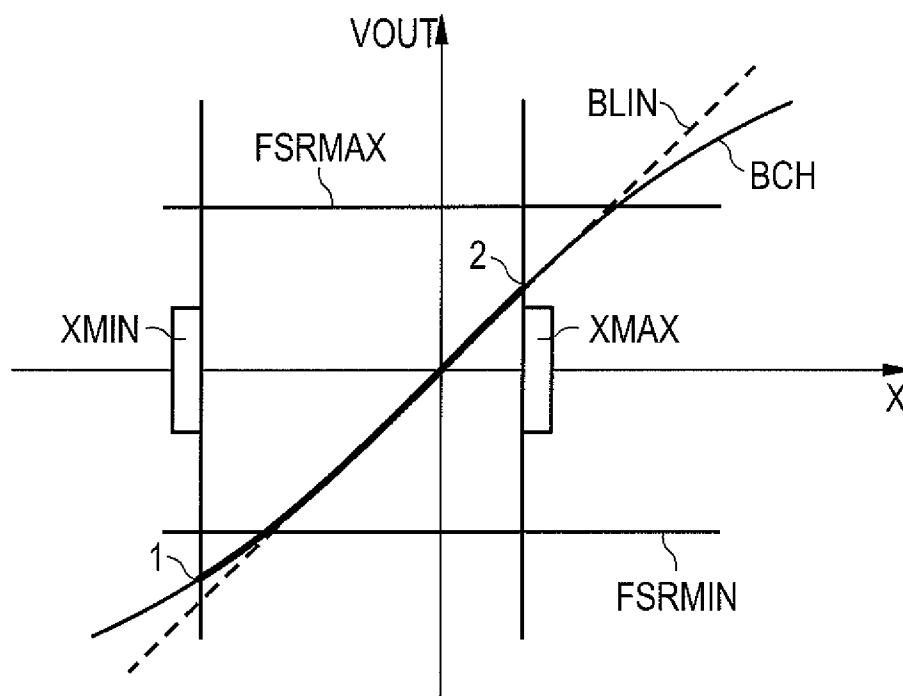 VOUT
BLIN
FSRMAX
BCH
2
XMIN
XMAX
X
1
FSRMIN